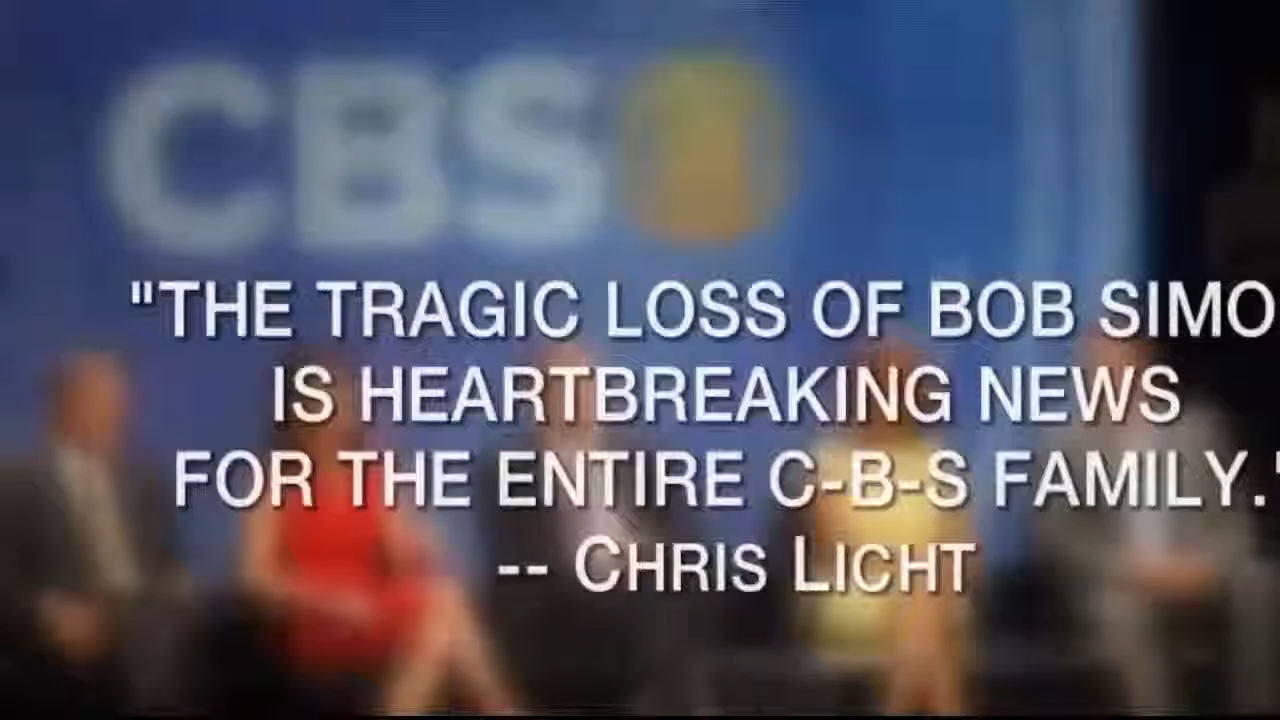 CBS
"THE TRAGIC LOSS OF BOB SIMO
IS HEARTBREAKING NEWS
FOR THE ENTIRE C-B-S FAMILY."
-- CHRIS LICHT